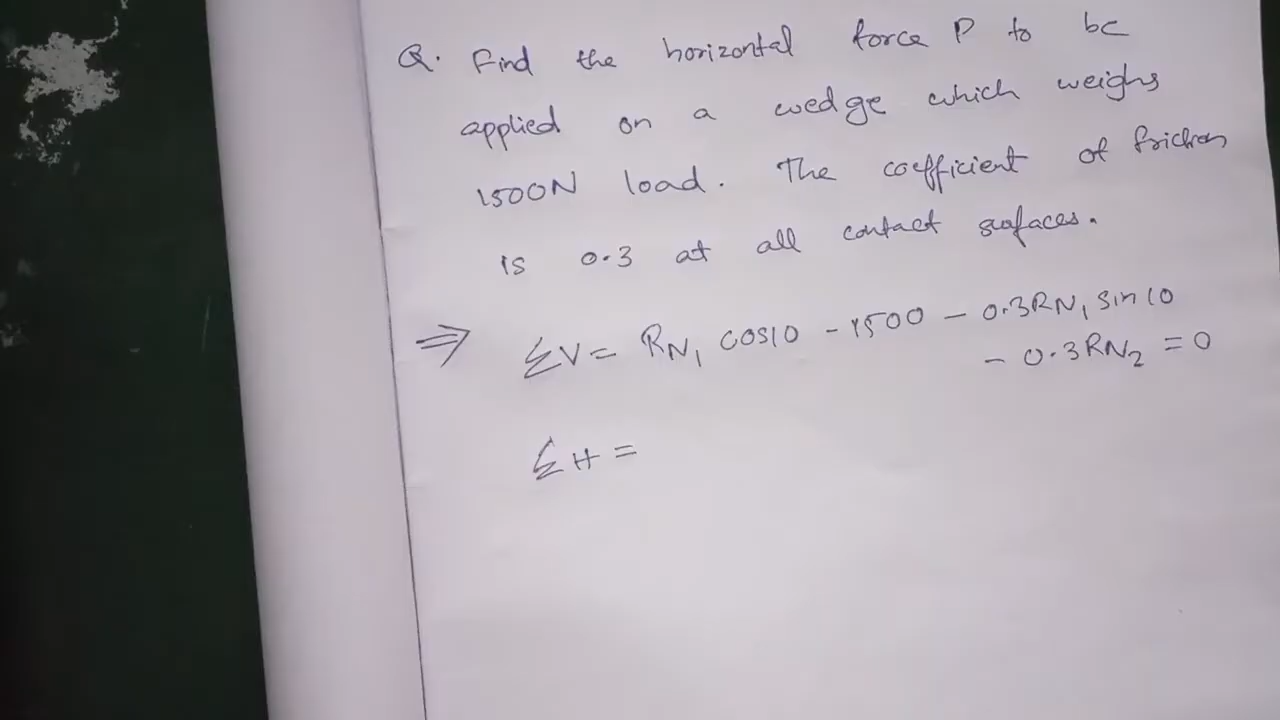 Q. Find the horizontal force P to be
applied on a wedge which weighs
1500N load. The coefficient of friction
is 0.3 at all contact surfaces.
⇒ ΣV = RN₁ cos10 - 1500 - 0.3RN₁ sin10
- 0.3RN₂ = 0
ΣH =